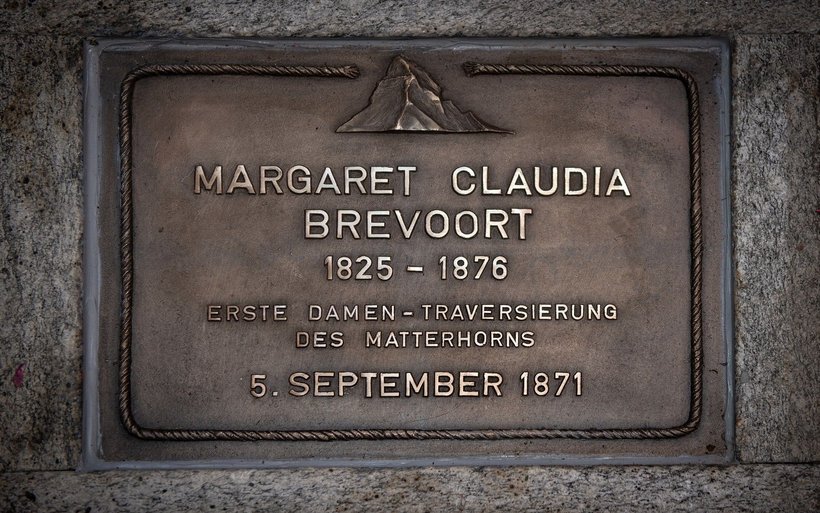 MARGARET CLAUDIA
BREVOORT
1825 - 1876
ERSTE DAMEN-TRAVERSIERUNG
DES MATTERHORNS
5. SEPTEMBER 1871